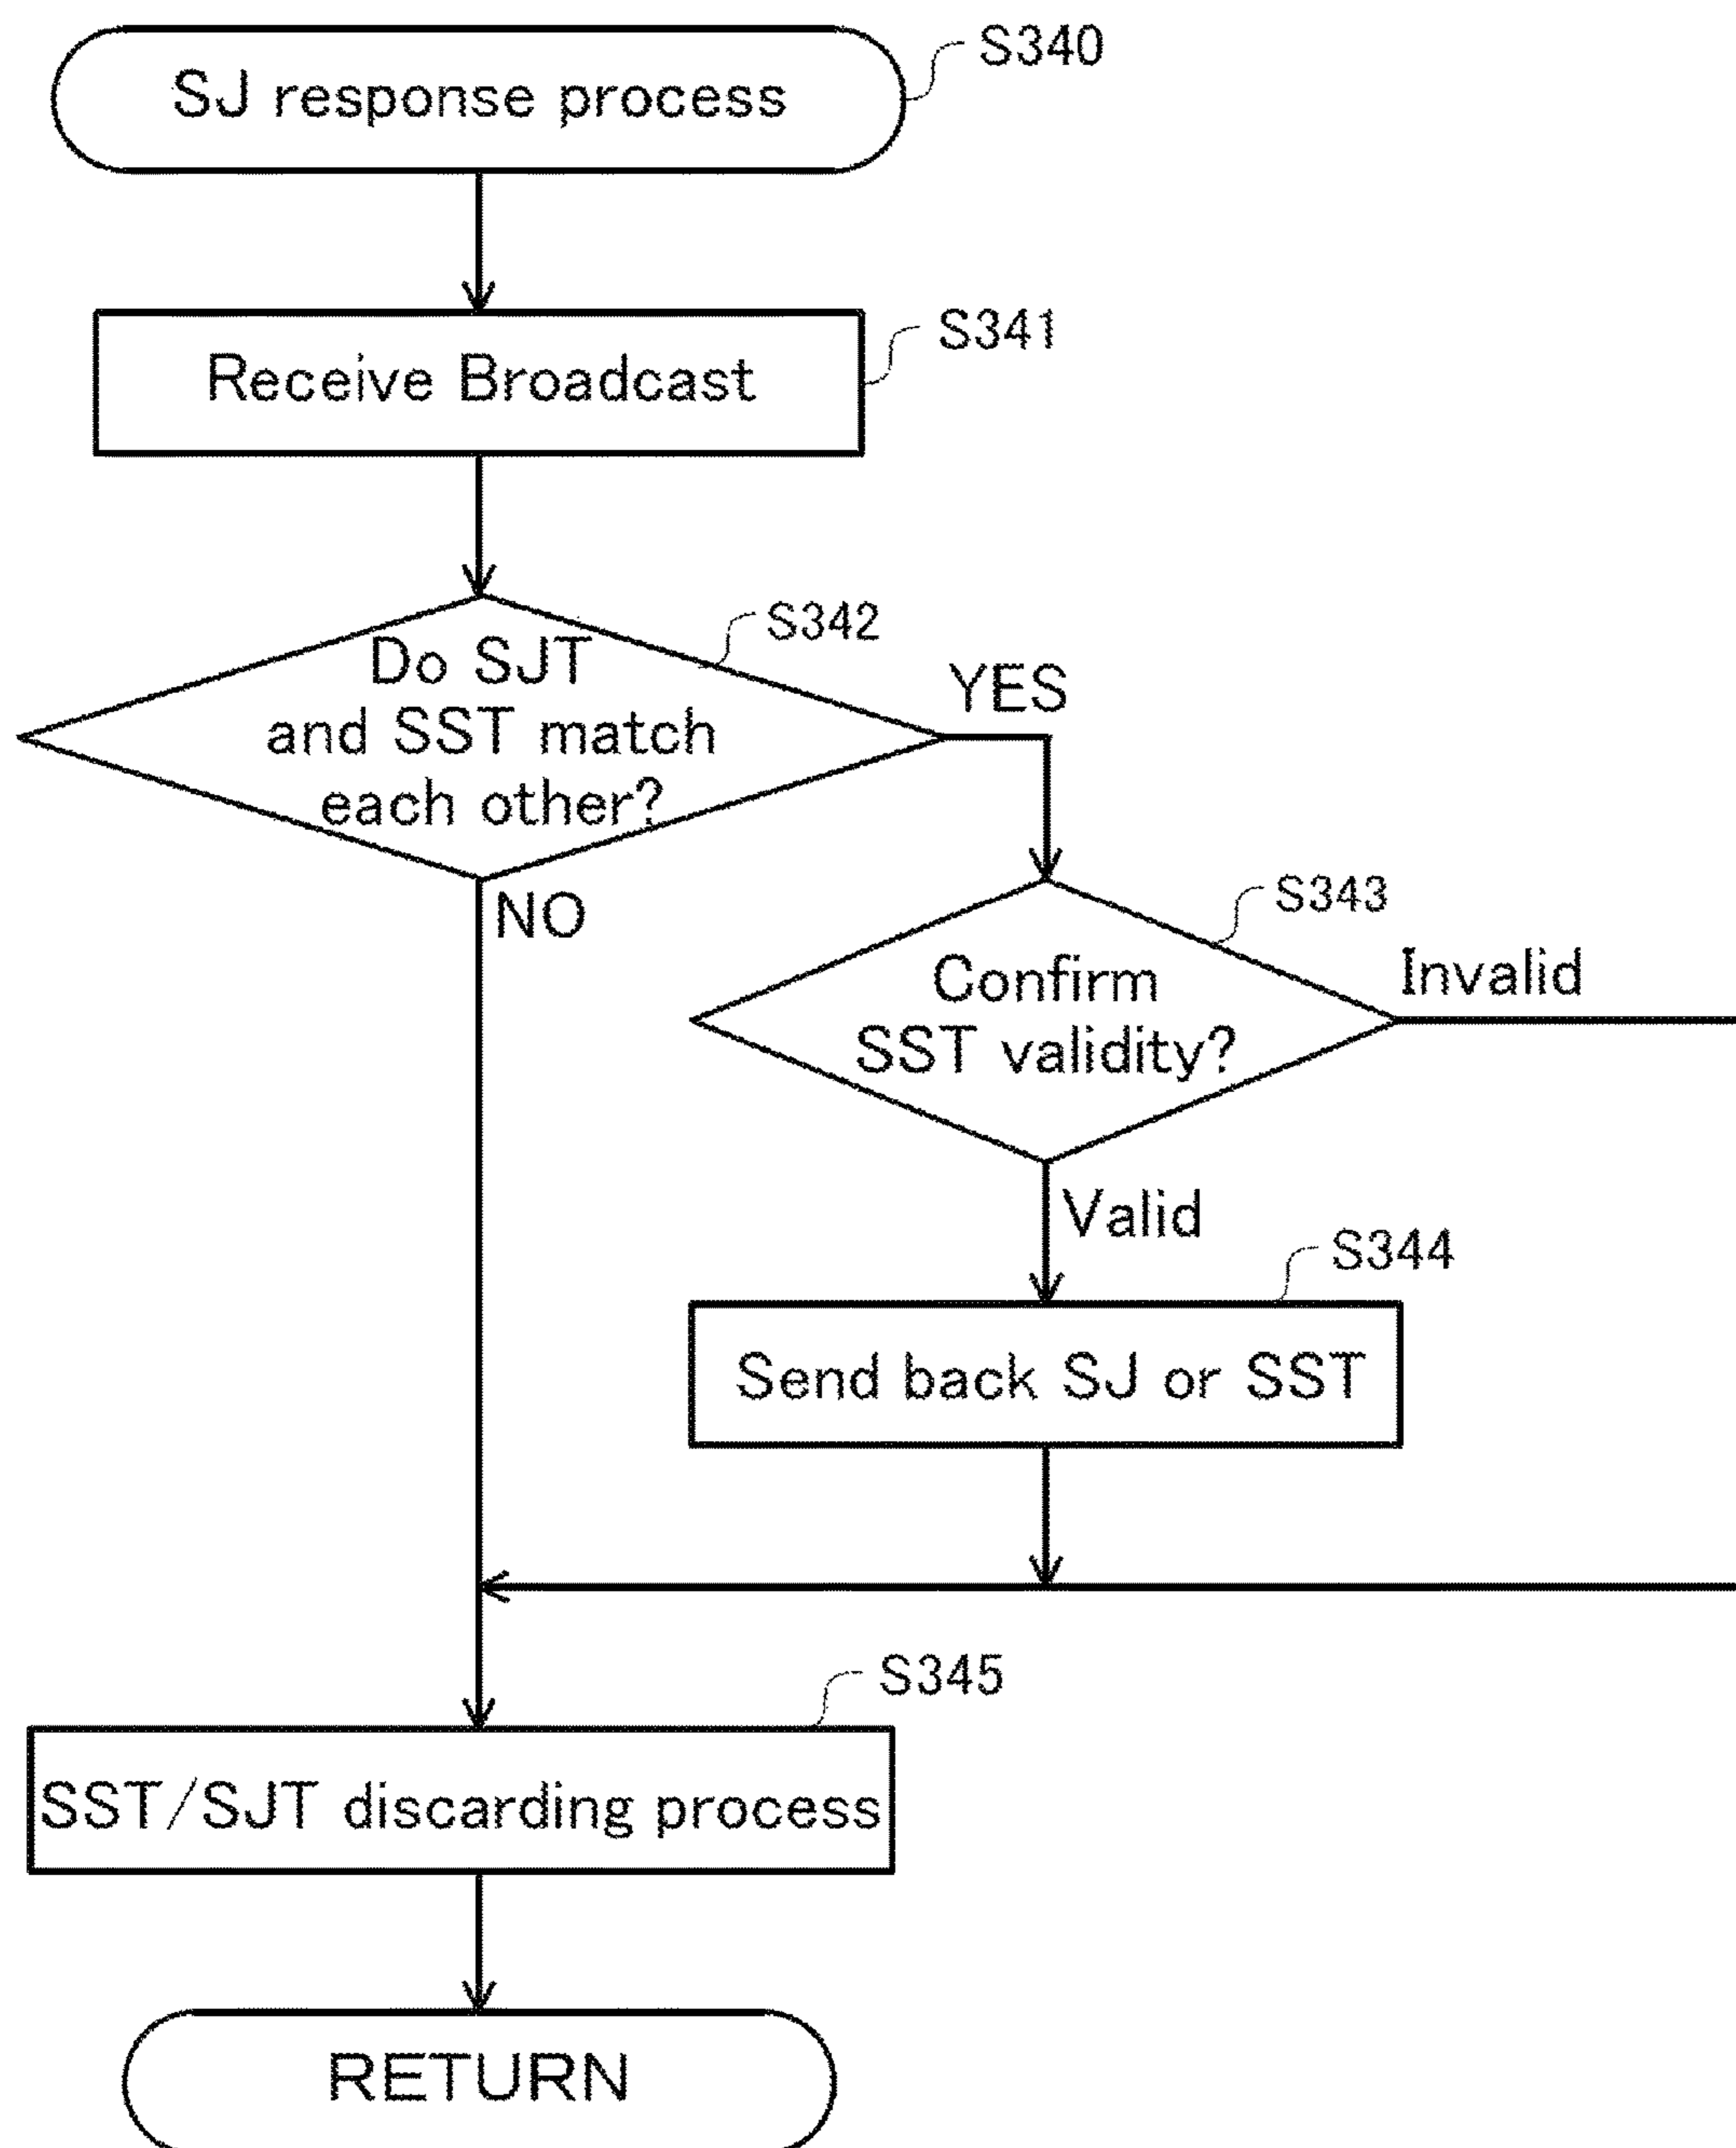 SJ response process
S340
Receive Broadcast
S341
Do SJT
and SST match
each other?
S342
YES
NO
Confirm
SST validity?
S343
Invalid
Valid
Send back SJ or SST
S344
SST/SJT discarding process
S345
RETURN